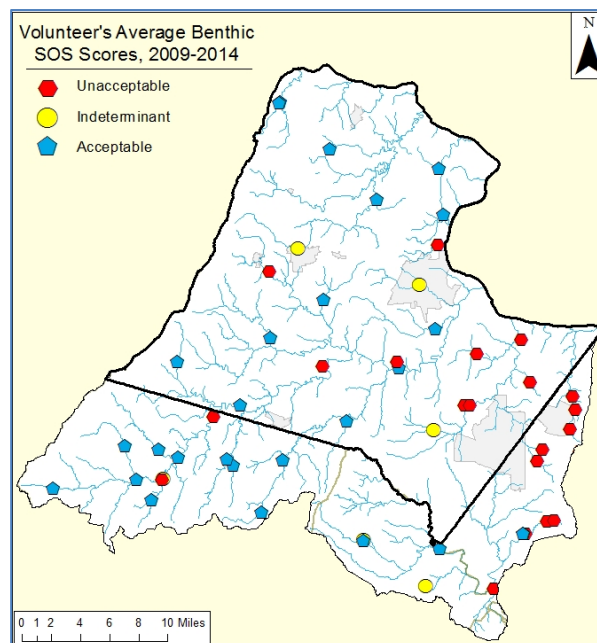 Volunteer's Average Benthic
SOS Scores, 2009-2014
Unacceptable
Indeterminant
Acceptable
N
0 1 2 4 6 8 10 Miles